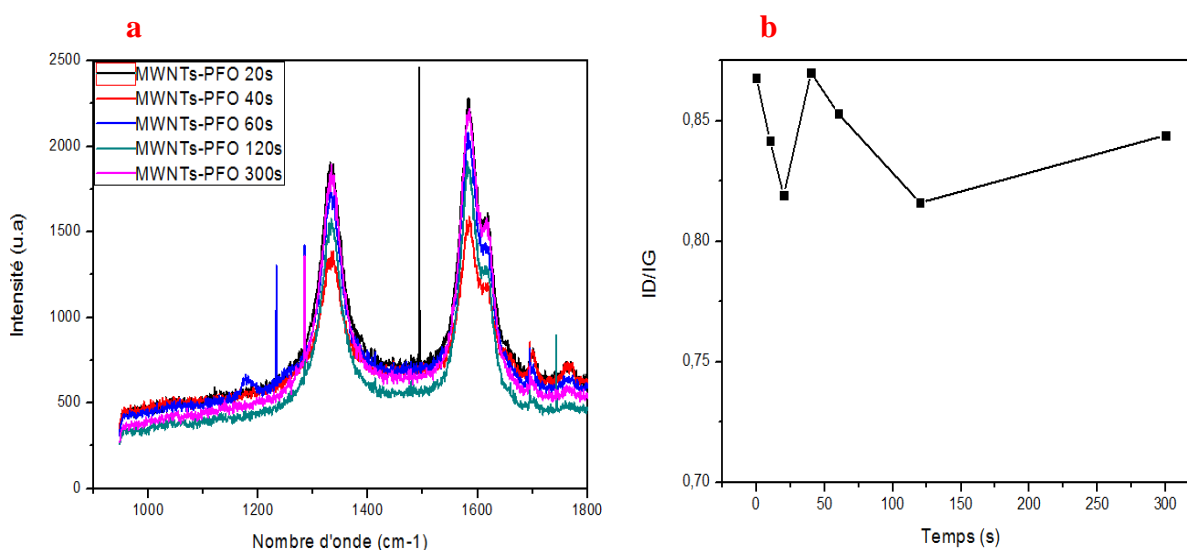 a
b
2500
2000
1500
1000
500
0
MWNTs-PFO 20s
MWNTs-PFO 40s
MWNTs-PFO 60s
MWNTs-PFO 120s
MWNTs-PFO 300s
Intensité (u.a)
1000 1200 1400 1600 1800
Nombre d'onde (cm-1)
0,85
0,80
0,75
0,70
ID/IG
0 50 100 150 200 250 300
Temps (s)